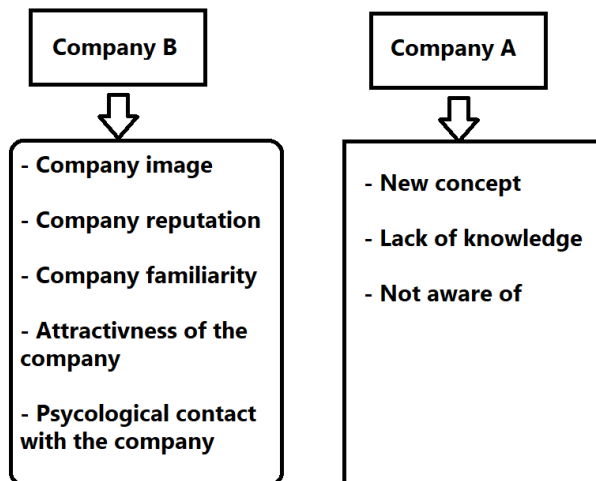 Company B
- Company image
- Company reputation
- Company familiarity
- Attractivness of the
company
- Psycological contact
with the company
Company A
- New concept
- Lack of knowledge
- Not aware of